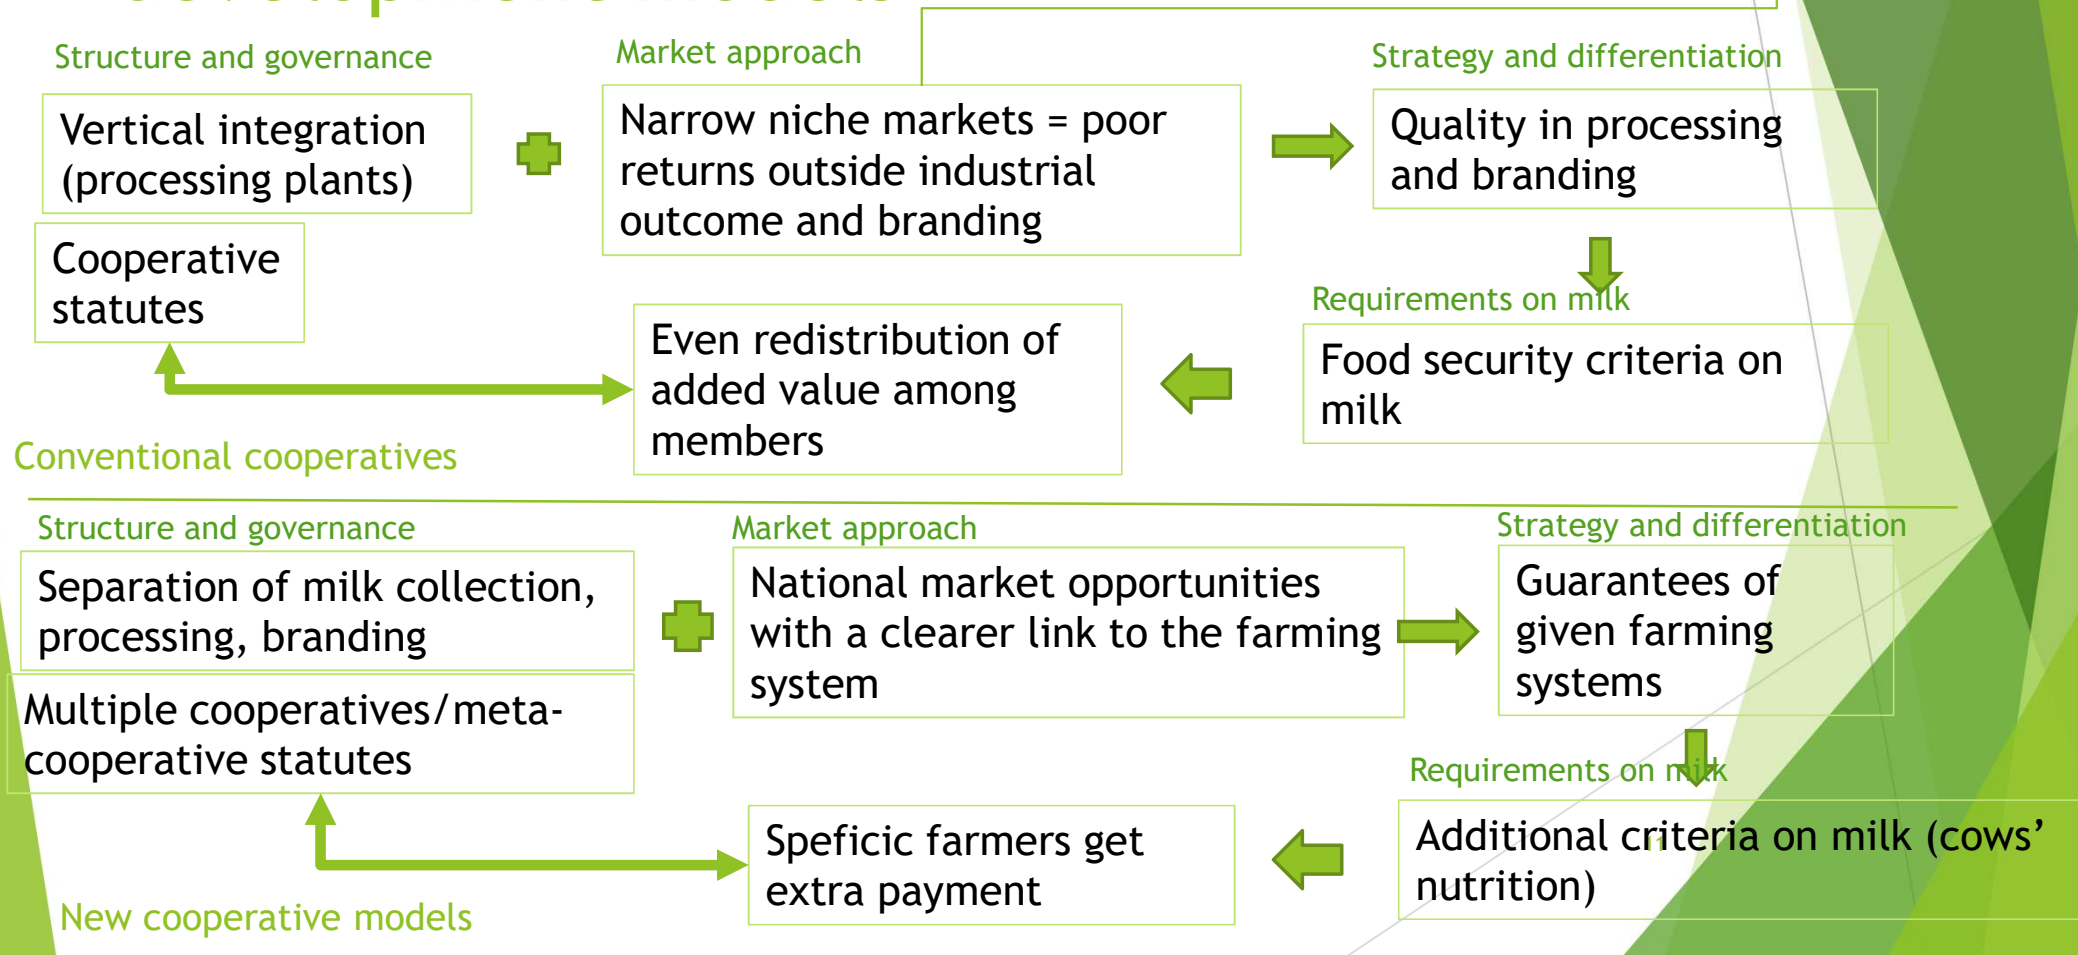 Structure and governance
Market approach
Strategy and differentiation
Vertical integration
(processing plants)
Narrow niche markets = poor
returns outside industrial
outcome and branding
Quality in processing
and branding
Cooperative
statutes
Requirements on milk
Even redistribution of
added value among
members
Food security criteria on
milk
Conventional cooperatives
Structure and governance
Market approach
Strategy and differentiation
Separation of milk collection,
processing, branding
National market opportunities
with a clearer link to the farming
system
Guarantees of
given farming
systems
Multiple cooperatives/meta-
cooperative statutes
Requirements on milk
Speficic farmers get
extra payment
Additional criteria on milk (cows’
nutrition)
11
New cooperative models